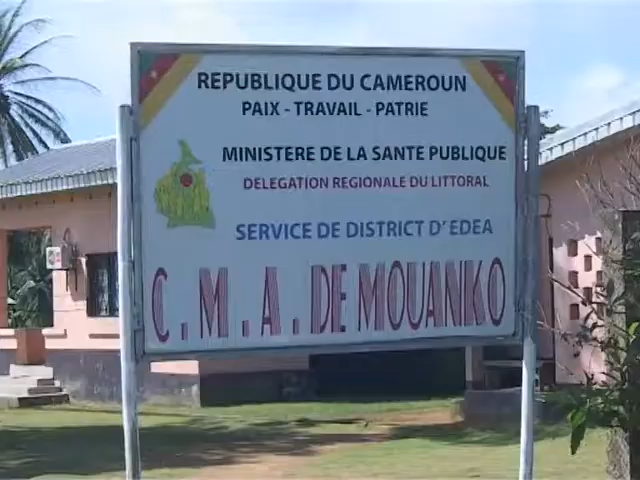 REPUBLIQUE DU CAMEROUN
PAIX - TRAVAIL - PATRIE
MINISTERE DE LA SANTE PUBLIQUE
DELEGATION REGIONALE DU LITTORAL
SERVICE DE DISTRICT D'EDEA
C . M . A . DE MOUANKO